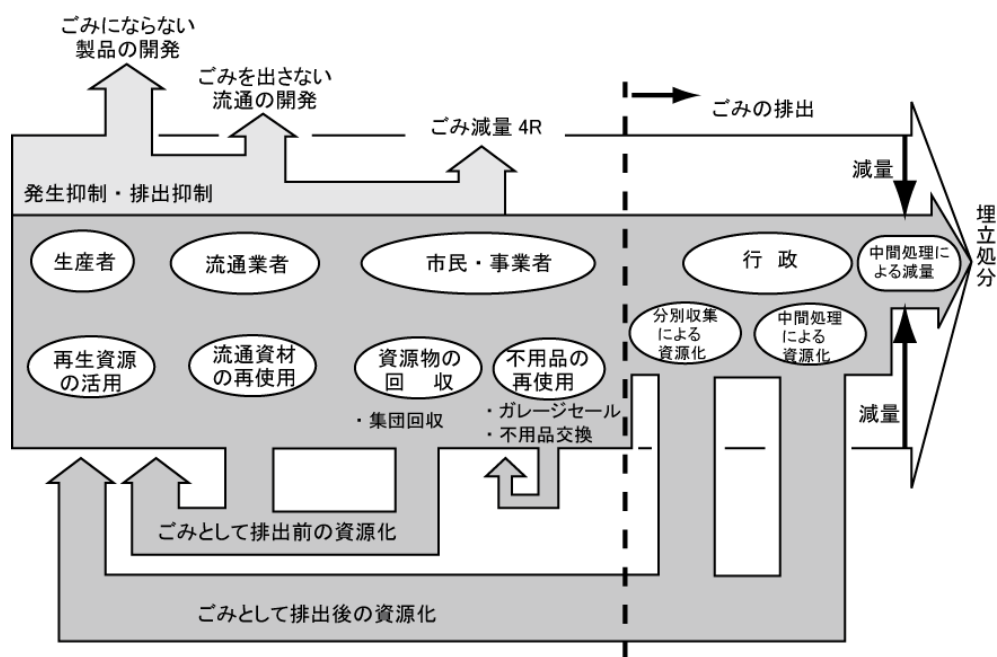 ごみにならない
製品の開発
ごみを出さない
流通の開発
ごみ減量 4R
ごみの排出
発生抑制・排出抑制
減量
生産者
流通業者
市民・事業者
行 政
中間処理に
よる減量
埋立処分
分別収集
による
資源化
中間処理
による
資源化
再生資源
の活用
流通資材
の再使用
資源物の
回 収
不用品の
再使用
・集団回収
・ガレージセール
・不用品交換
減量
ごみとして排出前の資源化
ごみとして排出後の資源化